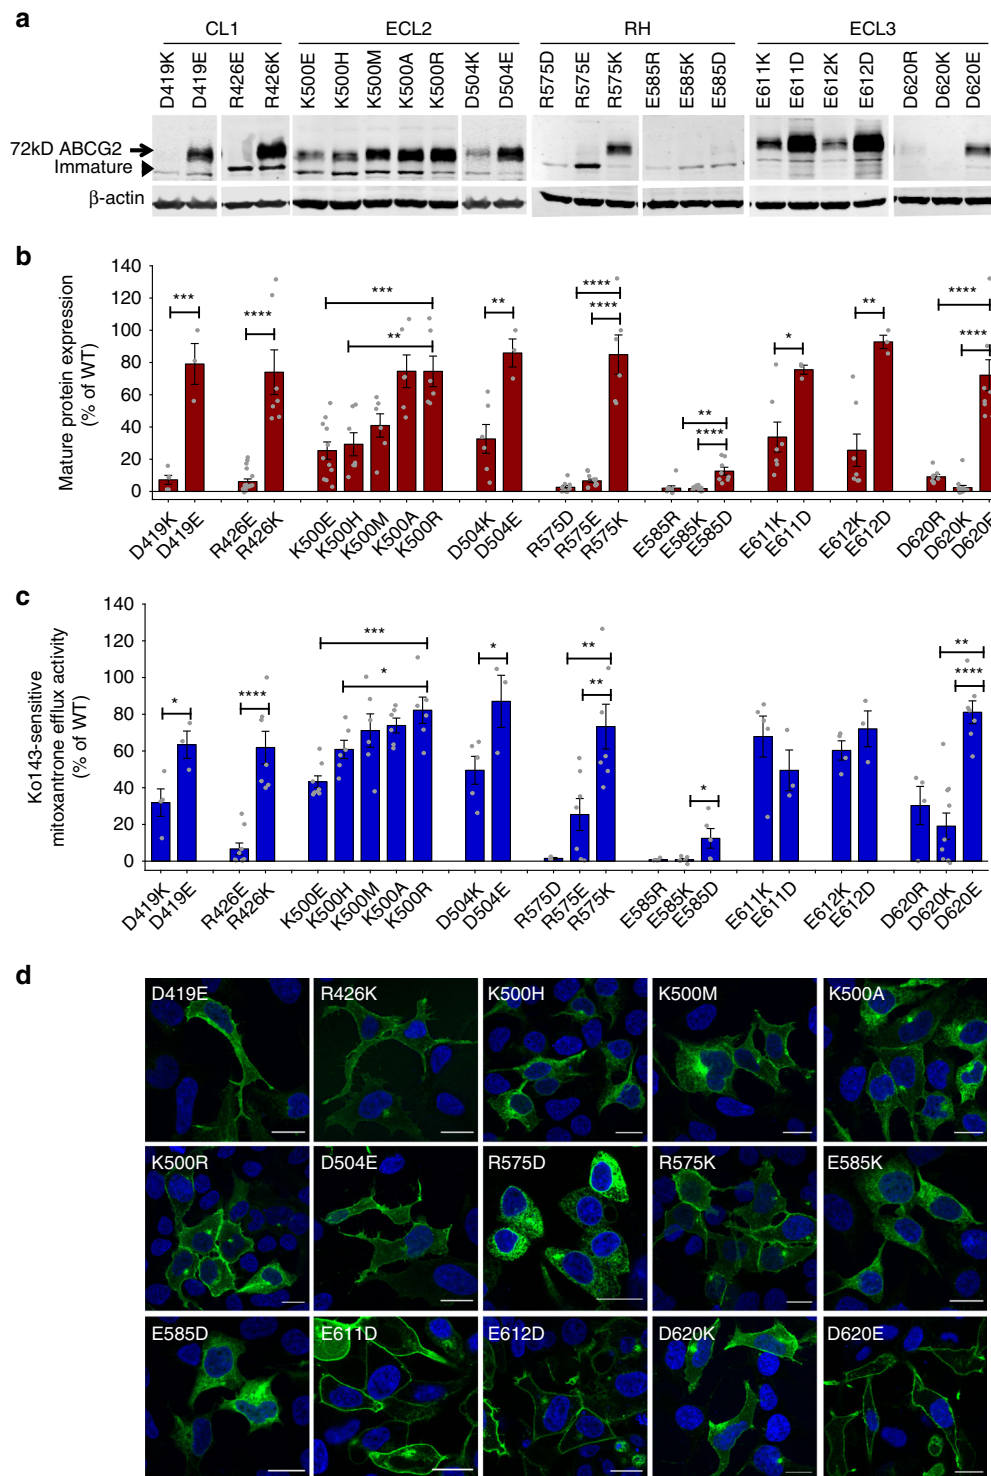 a
CL1 ECL2 RH ECL3
D419K D419E R426E R426K K500E K500H K500M K500A K500R D504K D504E R575D R575E R575K E585R E585K E585D E611K E611D E612K E612D D620R D620K D620E
72kD ABCG2
Immature
β-actin
b
Mature protein expression
(% of WT)
140
120
100
80
60
40
20
0
*** **** *** ** ** **** **** ** **** * ** **** ****
D419K D419E R426E R426K K500E K500H K500M K500A K500R D504K D504E R575D R575E R575K E585R E585K E585D E611K E611D E612K E612D D620R D620K D620E
c
Ko143-sensitive
mitoxantrone efflux activity
(% of WT)
140
120
100
80
60
40
20
0
* **** *** * * ** ** * ** ****
D419K D419E R426E R426K K500E K500H K500M K500A K500R D504K D504E R575D R575E R575K E585R E585K E585D E611K E611D E612K E612D D620R D620K D620E
d
D419E R426K K500H K500M K500A
K500R D504E R575D R575K E585K
E585D E611D E612D D620K D620E